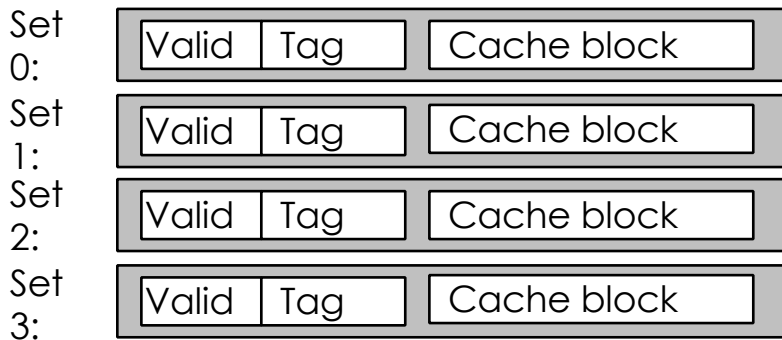 Set
0:
Valid Tag Cache block
Set
1:
Valid Tag Cache block
Set
2:
Valid Tag Cache block
Set
3:
Valid Tag Cache block